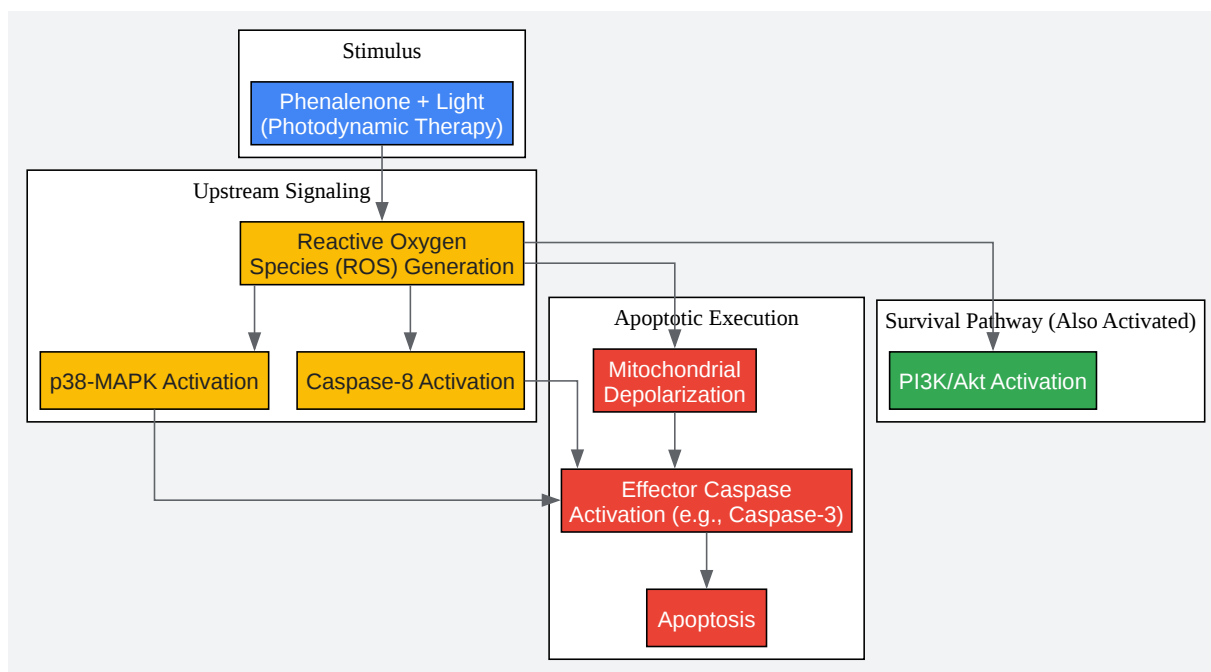 Stimulus
Phenalenone + Light
(Photodynamic Therapy)
Upstream Signaling
Reactive Oxygen
Species (ROS) Generation
p38-MAPK Activation
Caspase-8 Activation
Apoptotic Execution
Mitochondrial
Depolarization
Effector Caspase
Activation (e.g., Caspase-3)
Apoptosis
Survival Pathway (Also Activated)
PI3K/Akt Activation